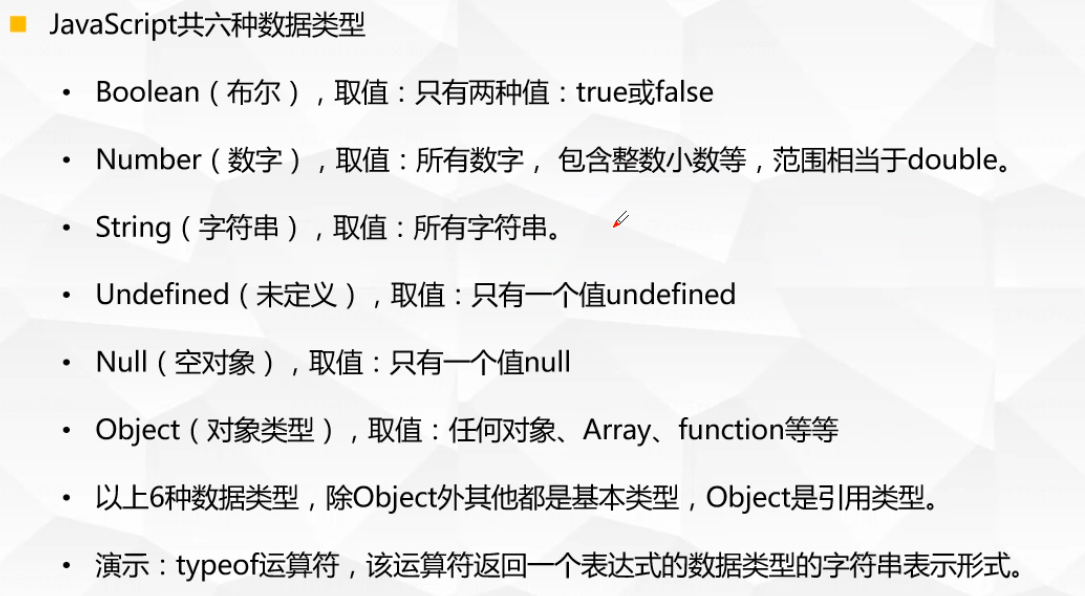 JavaScript共六种数据类型
• Boolean（布尔），取值：只有两种值：true或false
• Number（数字），取值：所有数字， 包含整数小数等，范围相当于double。
• String（字符串），取值：所有字符串。
• Undefined（未定义），取值：只有一个值undefined
• Null（空对象），取值：只有一个值null
• Object（对象类型），取值：任何对象、Array、function等等
• 以上6种数据类型，除Object外其他都是基本类型，Object是引用类型。
• 演示：typeof运算符，该运算符返回一个表达式的数据类型的字符串表示形式。